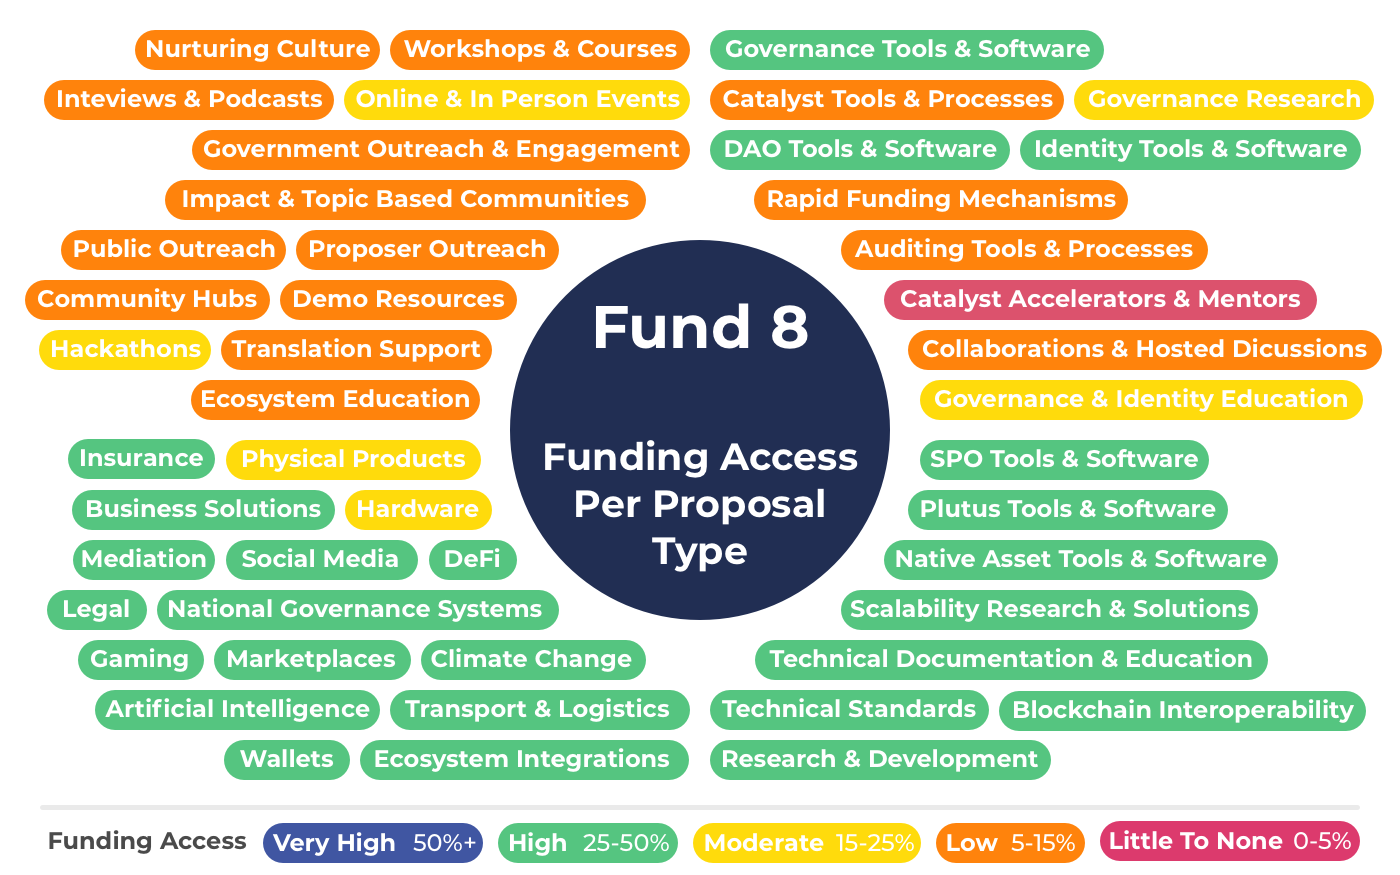 Nurturing Culture Workshops & Courses Governance Tools & Software
Inteviews & Podcasts Online & In Person Events Catalyst Tools & Processes Governance Research
Government Outreach & Engagement DAO Tools & Software Identity Tools & Software
Impact & Topic Based Communities Rapid Funding Mechanisms
Public Outreach Proposer Outreach Auditing Tools & Processes
Community Hubs Demo Resources Catalyst Accelerators & Mentors
Fund 8
Hackathons Translation Support Collaborations & Hosted Dicussions
Ecosystem Education Governance & Identity Education
Insurance Physical Products SPO Tools & Software
Funding Access
Per Proposal
Type
Business Solutions Hardware Plutus Tools & Software
Mediation Social Media DeFi Native Asset Tools & Software
Legal National Governance Systems Scalability Research & Solutions
Gaming Marketplaces Climate Change Technical Documentation & Education
Artificial Intelligence Transport & Logistics Technical Standards Blockchain Interoperability
Wallets Ecosystem Integrations Research & Development
Funding Access Very High 50%+ High 25-50% Moderate 15-25% Low 5-15% Little To None 0-5%